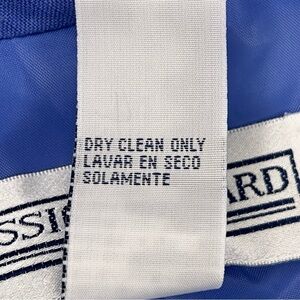 DRY CLEAN ONLY
LAVAR EN SECO
SOLAMENTE